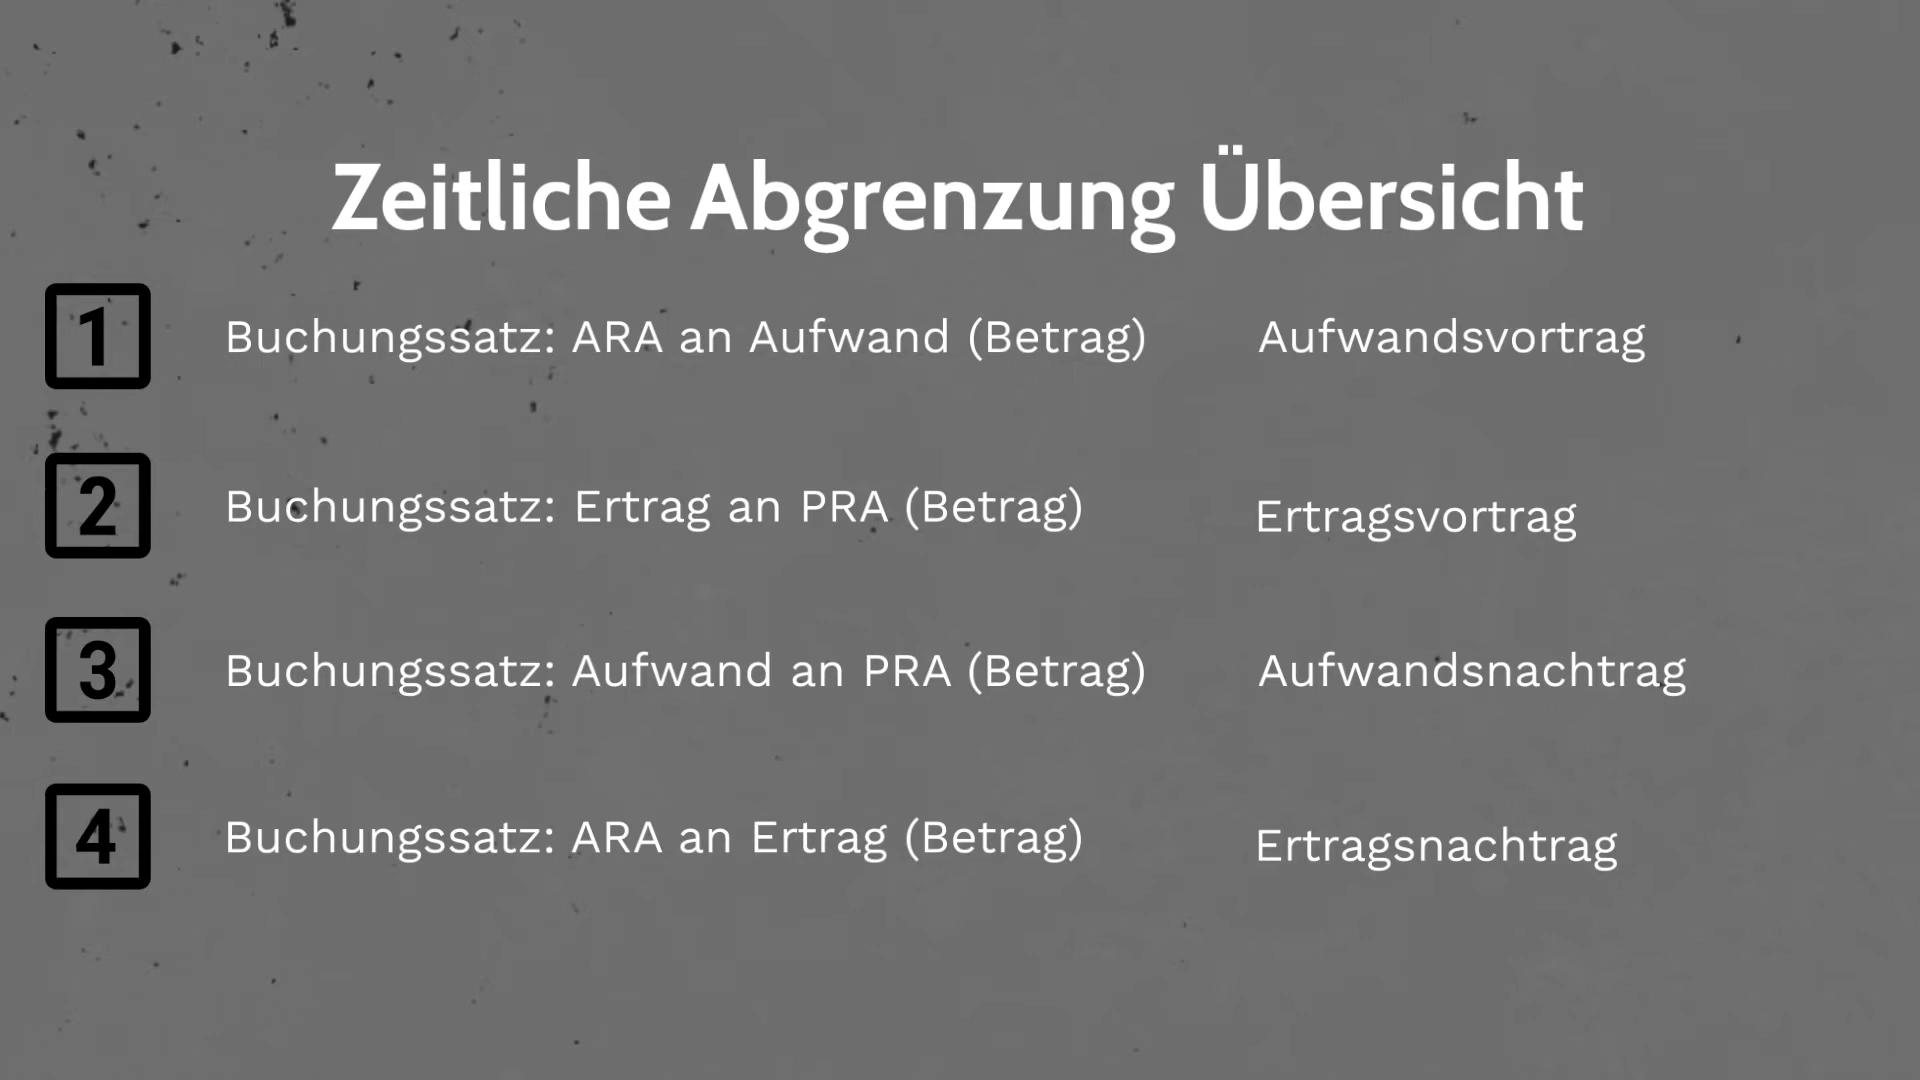 Zeitliche Abgrenzung Übersicht
1 Buchungssatz: ARA an Aufwand (Betrag) Aufwandsvortrag
2 Buchungssatz: Ertrag an PRA (Betrag) Ertragsvortrag
3 Buchungssatz: Aufwand an PRA (Betrag) Aufwandsnachtrag
4 Buchungssatz: ARA an Ertrag (Betrag) Ertragsnachtrag